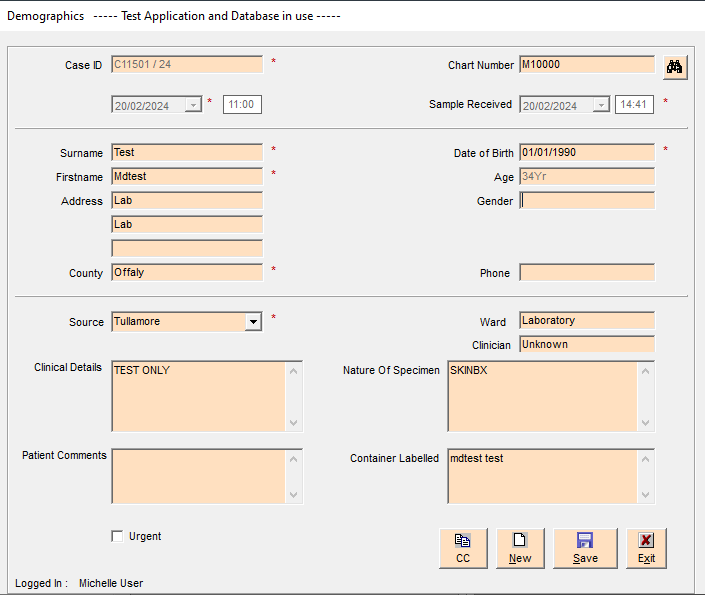 Demographics ----- Test Application and Database in use -----
Case ID C11501 / 24 * Chart Number M10000
20/02/2024 * 11:00 Sample Received 20/02/2024 14:41 *
Surname Test * Date of Birth 01/01/1990 *
Firstname Mdtest * Age 34Yr
Address Lab Gender
Lab
County Offaly * Phone
Source Tullamore * Ward Laboratory
Clinician Unknown
Clinical Details TEST ONLY Nature Of Specimen SKINBX
Patient Comments Container Labelled mdtest test
Urgent
CC New Save Exit
Logged In : Michelle User